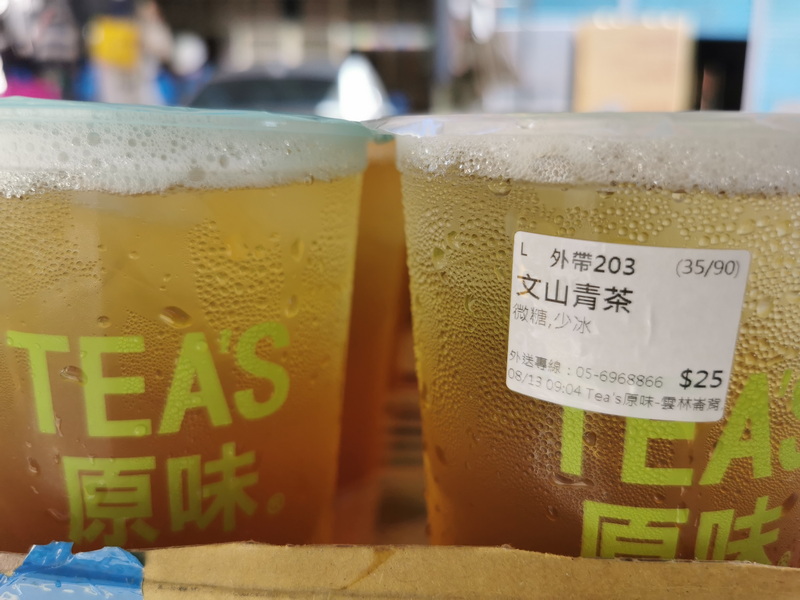 TEA'S
原味
L 外帶203 (35/90)
文山青茶
微糖,少冰
外送專線：05-6968866 $25
08/13 09:04 Tea's原味-雲林崙背
TEA'S
原味